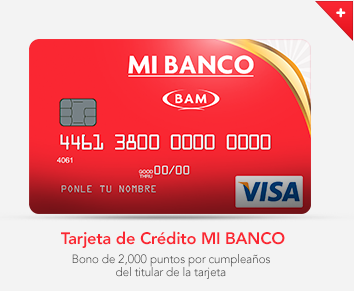 MI BANCO
BAM
4461 3800 0000 0000
4061
GOOD THRU 00/00
PONLE TU NOMBRE
VISA
Tarjeta de Crédito MI BANCO
Bono de 2,000 puntos por cumpleaños
del titular de la tarjeta